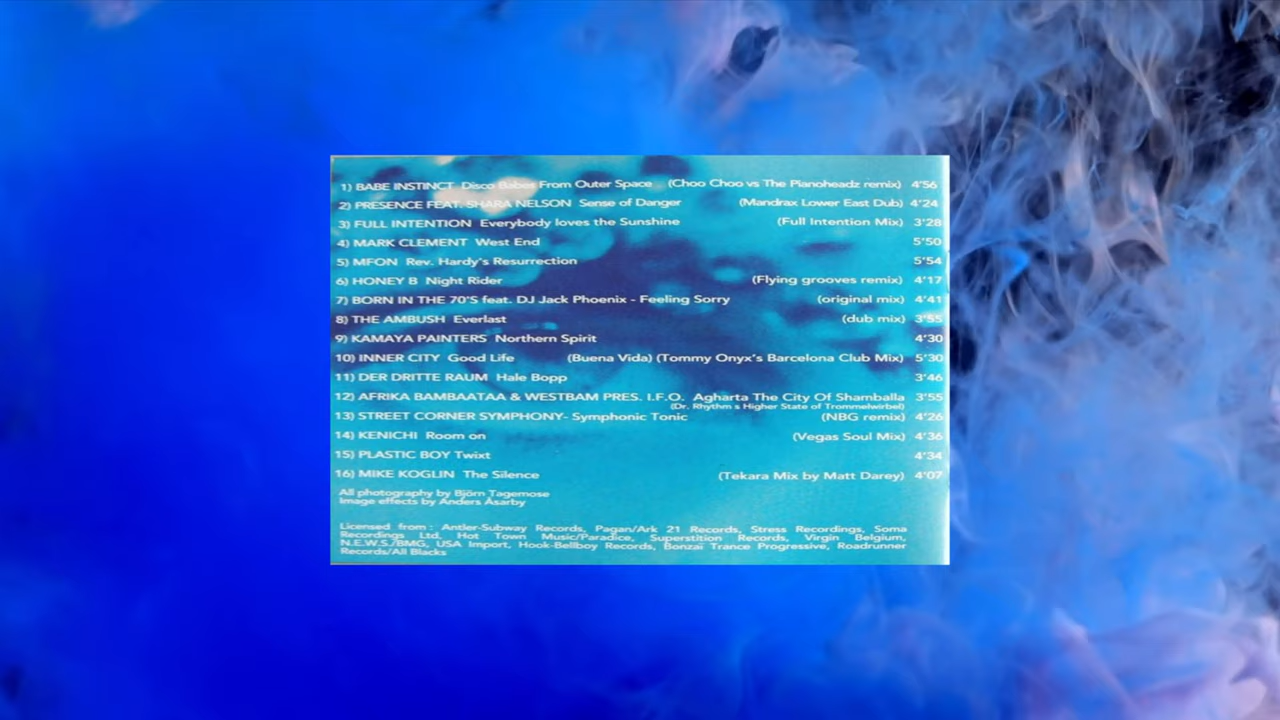 1) BABE INSTINCT Disco Babes From Outer Space (Choo Choo vs The Pianoheadz remix) 4'56
2) PRESENCE FEAT. SHARA NELSON Sense of Danger (Mandrax Lower East Dub) 4'24
3) FULL INTENTION Everybody loves the Sunshine (Full Intention Mix) 3'28
4) MARK CLEMENT West End 5'50
5) MFON Rev. Hardy's Resurrection 5'54
6) HONEY B Night Rider (Flying grooves remix) 4'17
7) BORN IN THE 70'S feat. DJ Jack Phoenix - Feeling Sorry (original mix) 4'41
8) THE AMBUSH Everlast (dub mix) 3'55
9) KAMAYA PAINTERS Northern Spirit 4'30
10) INNER CITY Good Life (Buena Vida) (Tommy Onyx's Barcelona Club Mix) 5'30
11) DER DRITTE RAUM Hale Bopp 3'46
12) AFRIKA BAMBAATAA & WESTBAM PRES. I.F.O. Agharta The City Of Shamballa 3'55
(Dr. Rhythm s Higher State of Trommelwirbel)
13) STREET CORNER SYMPHONY- Symphonic Tonic (NBG remix) 4'26
14) KENICHI Room on (Vegas Soul Mix) 4'36
15) PLASTIC BOY Twixt 4'34
16) MIKE KOGLIN The Silence (Tekara Mix by Matt Darey) 4'07
All photography by Björn Tagemose
Image effects by Anders Asarby
Licensed from : Antler-Subway Records, Pagan/Ark 21 Records, Stress Recordings, Soma
Recordings Ltd. Hot Town Music/Paradise, Superstition Records, Virgin Belgium,
N.E.W.S./BMG, USA Import, Hook-Bellboy Records, Bonzai Trance Progressive, Roadrunner
Records/All Blacks